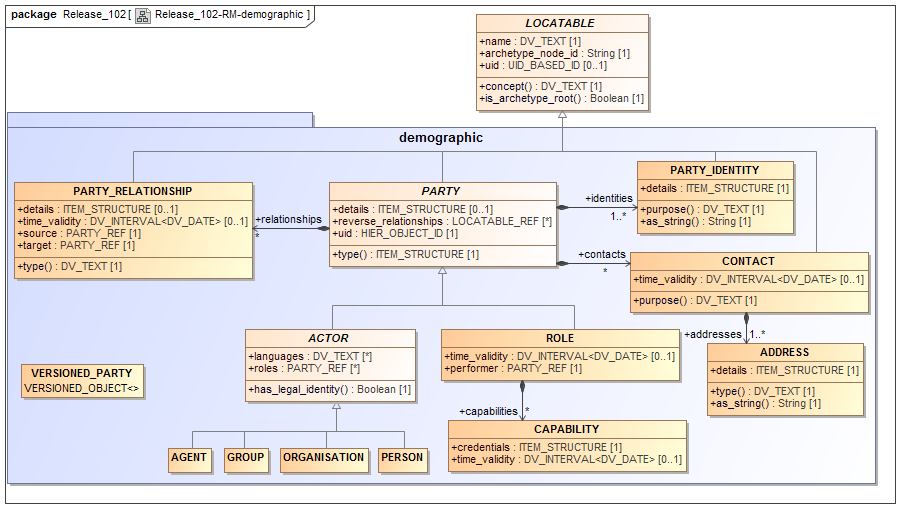 package Release_102 [ Release_102-RM-demographic ]
LOCATABLE
+name : DV_TEXT [1]
+archetype_node_id : String [1]
+uid : UID_BASED_ID [0..1]
+concept() : DV_TEXT [1]
+is_archetype_root() : Boolean [1]
demographic
PARTY_RELATIONSHIP
+details : ITEM_STRUCTURE [0..1]
+time_validity : DV_INTERVAL<DV_DATE> [0..1]
+source : PARTY_REF [1]
+target : PARTY_REF [1]
+type() : DV_TEXT [1]
+relationships
*
PARTY
+details : ITEM_STRUCTURE [0..1]
+reverse_relationships : LOCATABLE_REF [*]
+uid : HIER_OBJECT_ID [1]
+type() : ITEM_STRUCTURE [1]
+identities
1..*
PARTY_IDENTITY
+details : ITEM_STRUCTURE [1]
+purpose() : DV_TEXT [1]
+as_string() : String [1]
+contacts
*
CONTACT
+time_validity : DV_INTERVAL<DV_DATE> [0..1]
+purpose() : DV_TEXT [1]
+addresses 1..*
ADDRESS
+details : ITEM_STRUCTURE [1]
+type() : DV_TEXT [1]
+as_string() : String [1]
ACTOR
+languages : DV_TEXT [*]
+roles : PARTY_REF [*]
+has_legal_identity() : Boolean [1]
ROLE
+time_validity : DV_INTERVAL<DV_DATE> [0..1]
+performer : PARTY_REF [1]
+capabilities *
CAPABILITY
+credentials : ITEM_STRUCTURE [1]
+time_validity : DV_INTERVAL<DV_DATE> [0..1]
VERSIONED_PARTY
VERSIONED_OBJECT<>
AGENT
GROUP
ORGANISATION
PERSON